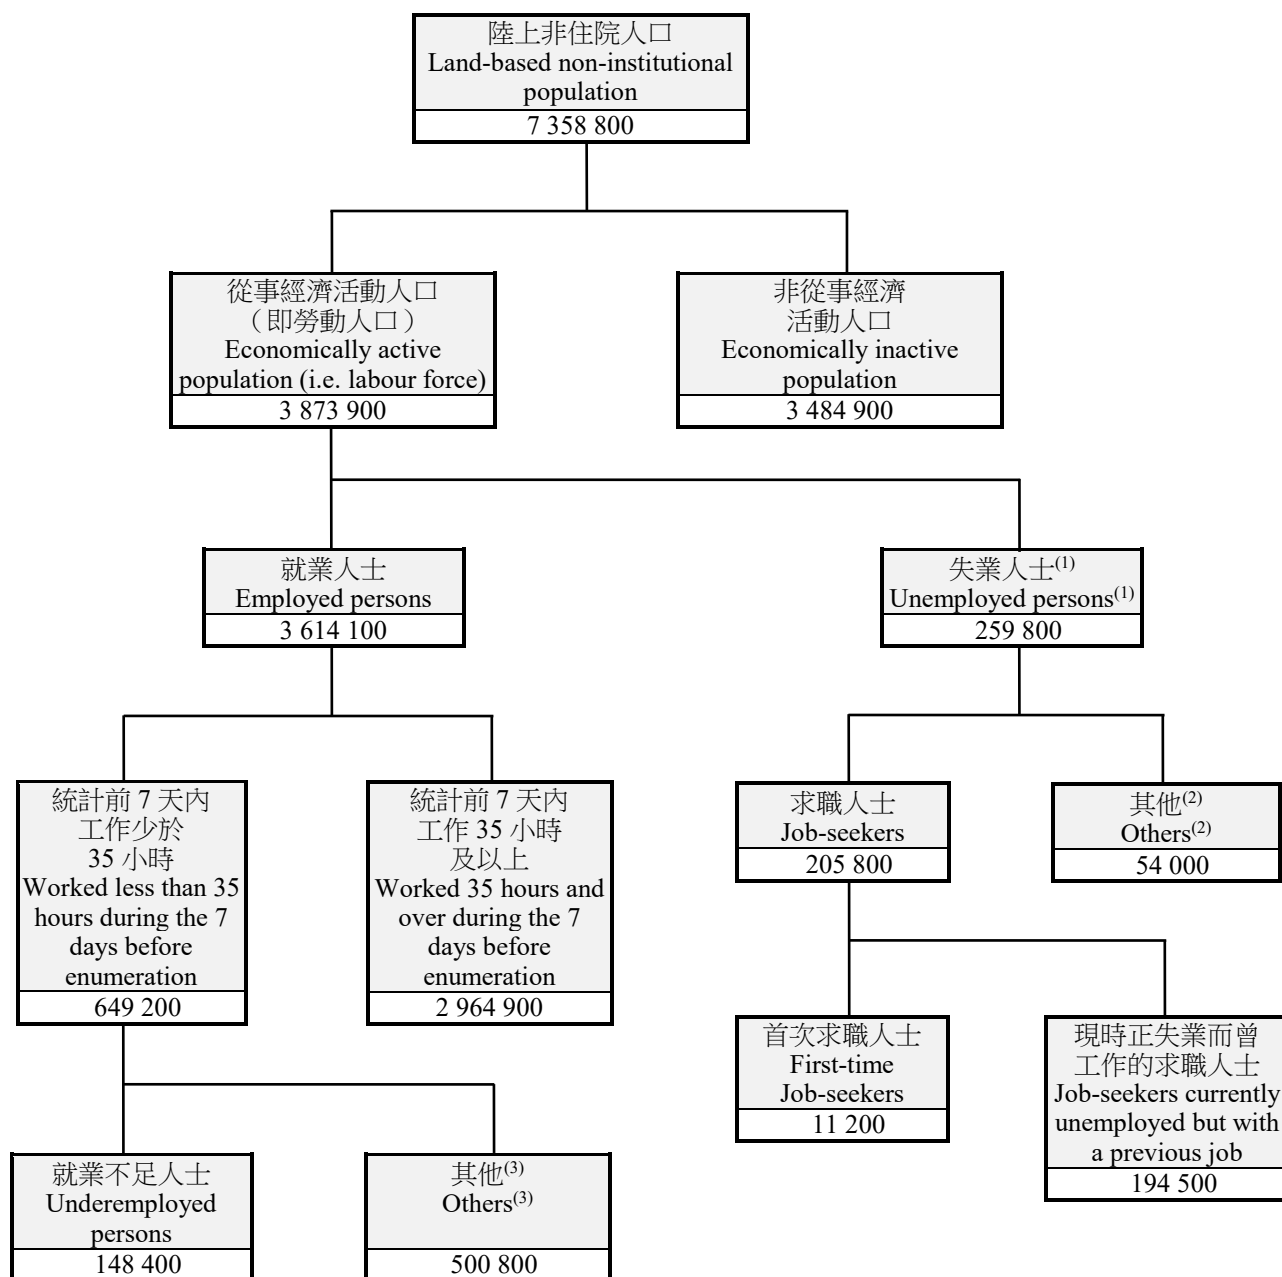 陸上非住院人口
Land-based non-institutional
population
7 358 800
從事經濟活動人口
（即勞動人口）
Economically active
population (i.e. labour force)
3 873 900
非從事經濟
活動人口
Economically inactive
population
3 484 900
就業人士
Employed persons
3 614 100
失業人士(1)
Unemployed persons(1)
259 800
統計前 7 天內
工作少於
35 小時
Worked less than 35
hours during the 7
days before
enumeration
649 200
統計前 7 天內
工作 35 小時
及以上
Worked 35 hours and
over during the 7
days before
enumeration
2 964 900
求職人士
Job-seekers
205 800
其他(2)
Others(2)
54 000
首次求職人士
First-time
Job-seekers
11 200
現時正失業而曾
工作的求職人士
Job-seekers currently
unemployed but with
a previous job
194 500
就業不足人士
Underemployed
persons
148 400
其他(3)
Others(3)
500 800